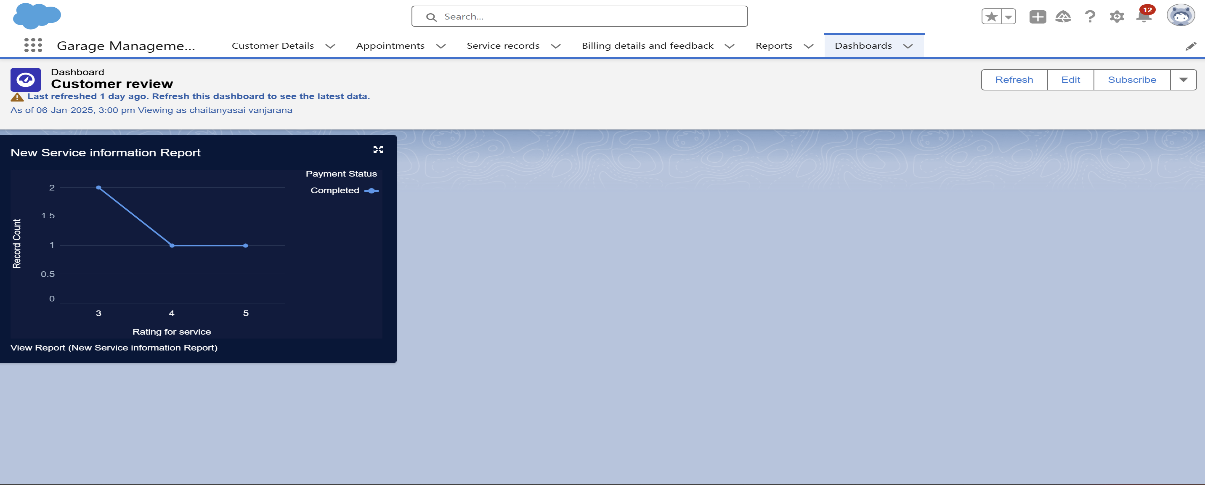 Search...
12
Garage Manageme...
Customer Details
Appointments
Service records
Billing details and feedback
Reports
Dashboards
Dashboard
Customer review
Last refreshed 1 day ago. Refresh this dashboard to see the latest data.
As of 06 Jan 2025, 3:00 pm Viewing as chaitanyasai vanjarana
Refresh
Edit
Subscribe
New Service information Report
Payment Status
Completed
Record Count
2
1.5
1
0.5
0
3
4
5
Rating for service
View Report (New Service information Report)